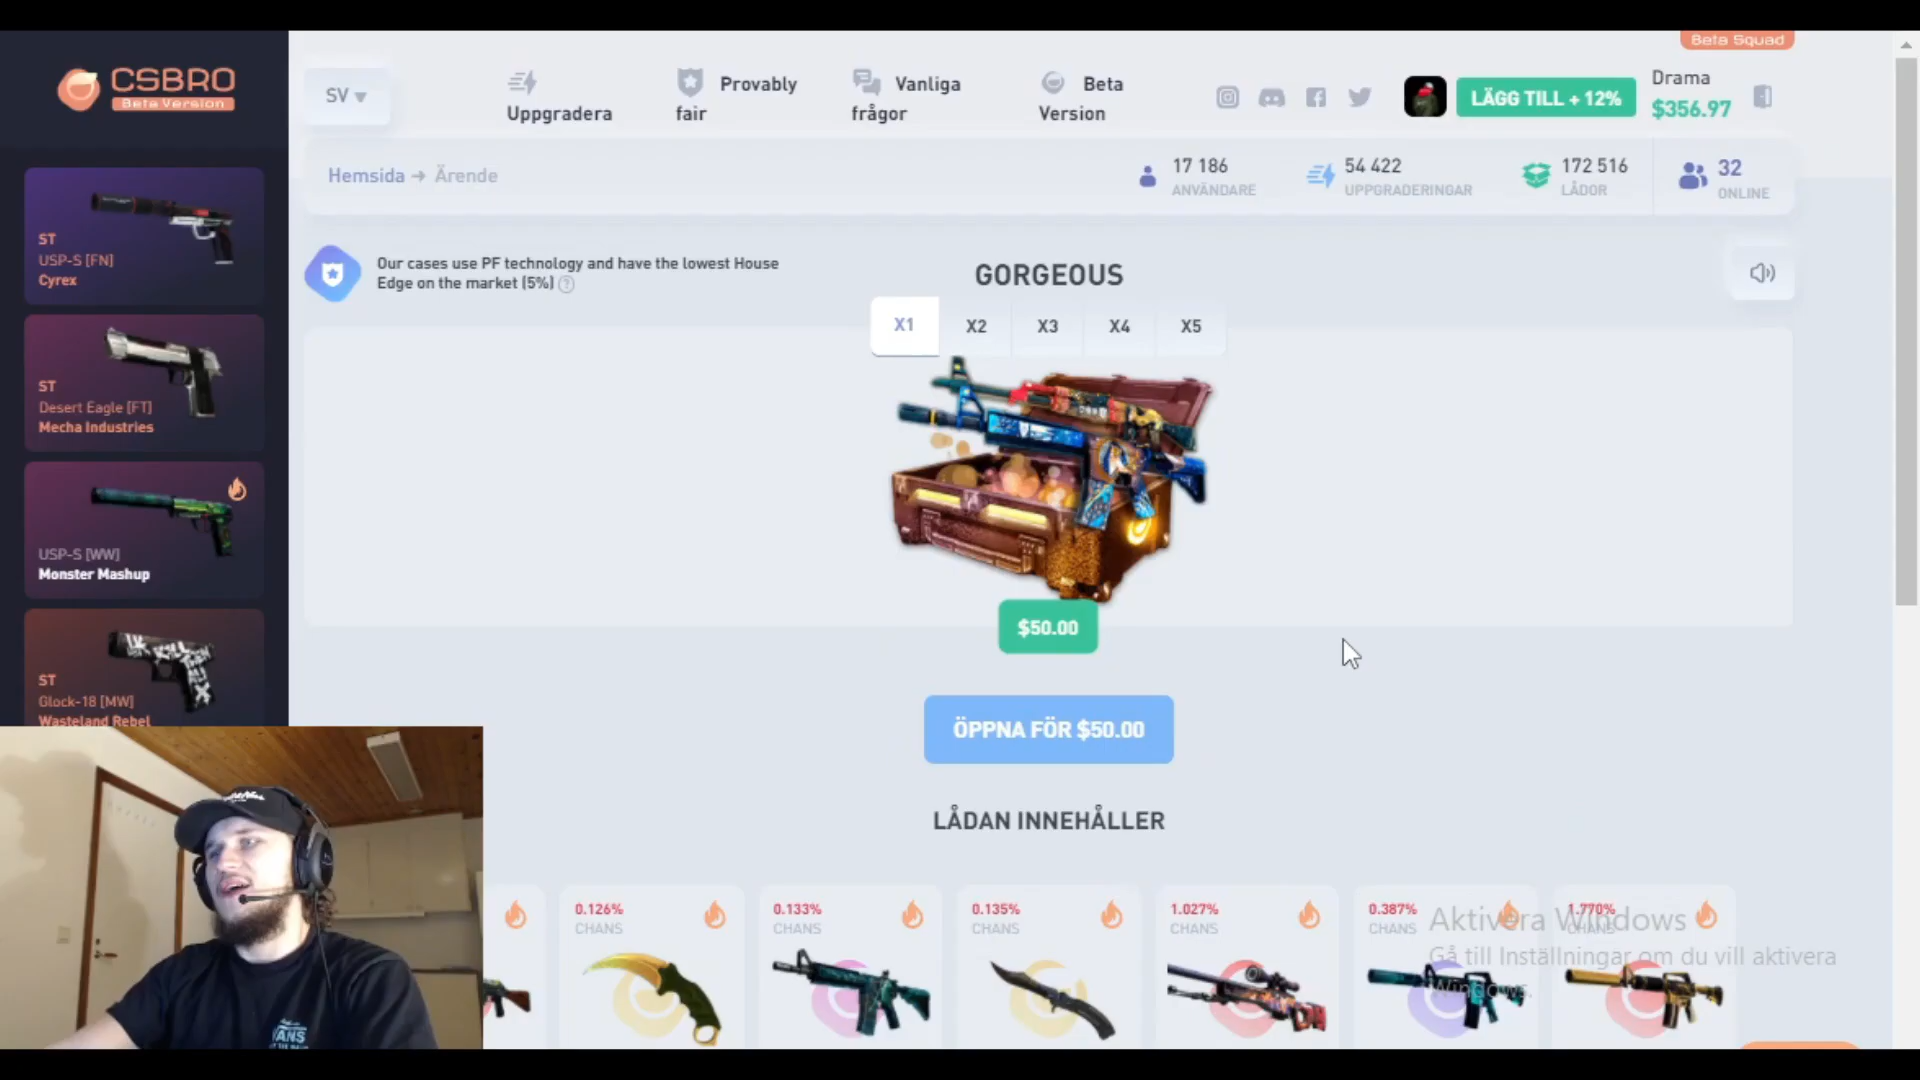 Beta Squad
CSBRO
Beta Version
SV
Uppgradera
Provably
fair
Vanliga
frågor
Beta
Version
LÄGG TILL + 12%
Drama
$356.97
Hemsida → Ärende
17 186
ANVÄNDARE
54 422
UPPGRADERINGAR
172 516
LÅDOR
32
ONLINE
Our cases use PF technology and have the lowest House
Edge on the market (5%) ?
GORGEOUS
X1 X2 X3 X4 X5
ST
USP-S [FN]
Cyrex
ST
Desert Eagle [FT]
Mecha Industries
USP-S [WW]
Monster Mashup
ST
Glock-18 [MW]
Wasteland Rebel
$50.00
ÖPPNA FÖR $50.00
LÅDAN INNEHÅLLER
0.126%
CHANS
0.133%
CHANS
0.135%
CHANS
1.027%
CHANS
0.387%
CHANS
1.770%
CHANS
Aktivera Windows
Gå till Inställningar om du vill aktivera
Windows.
VANS